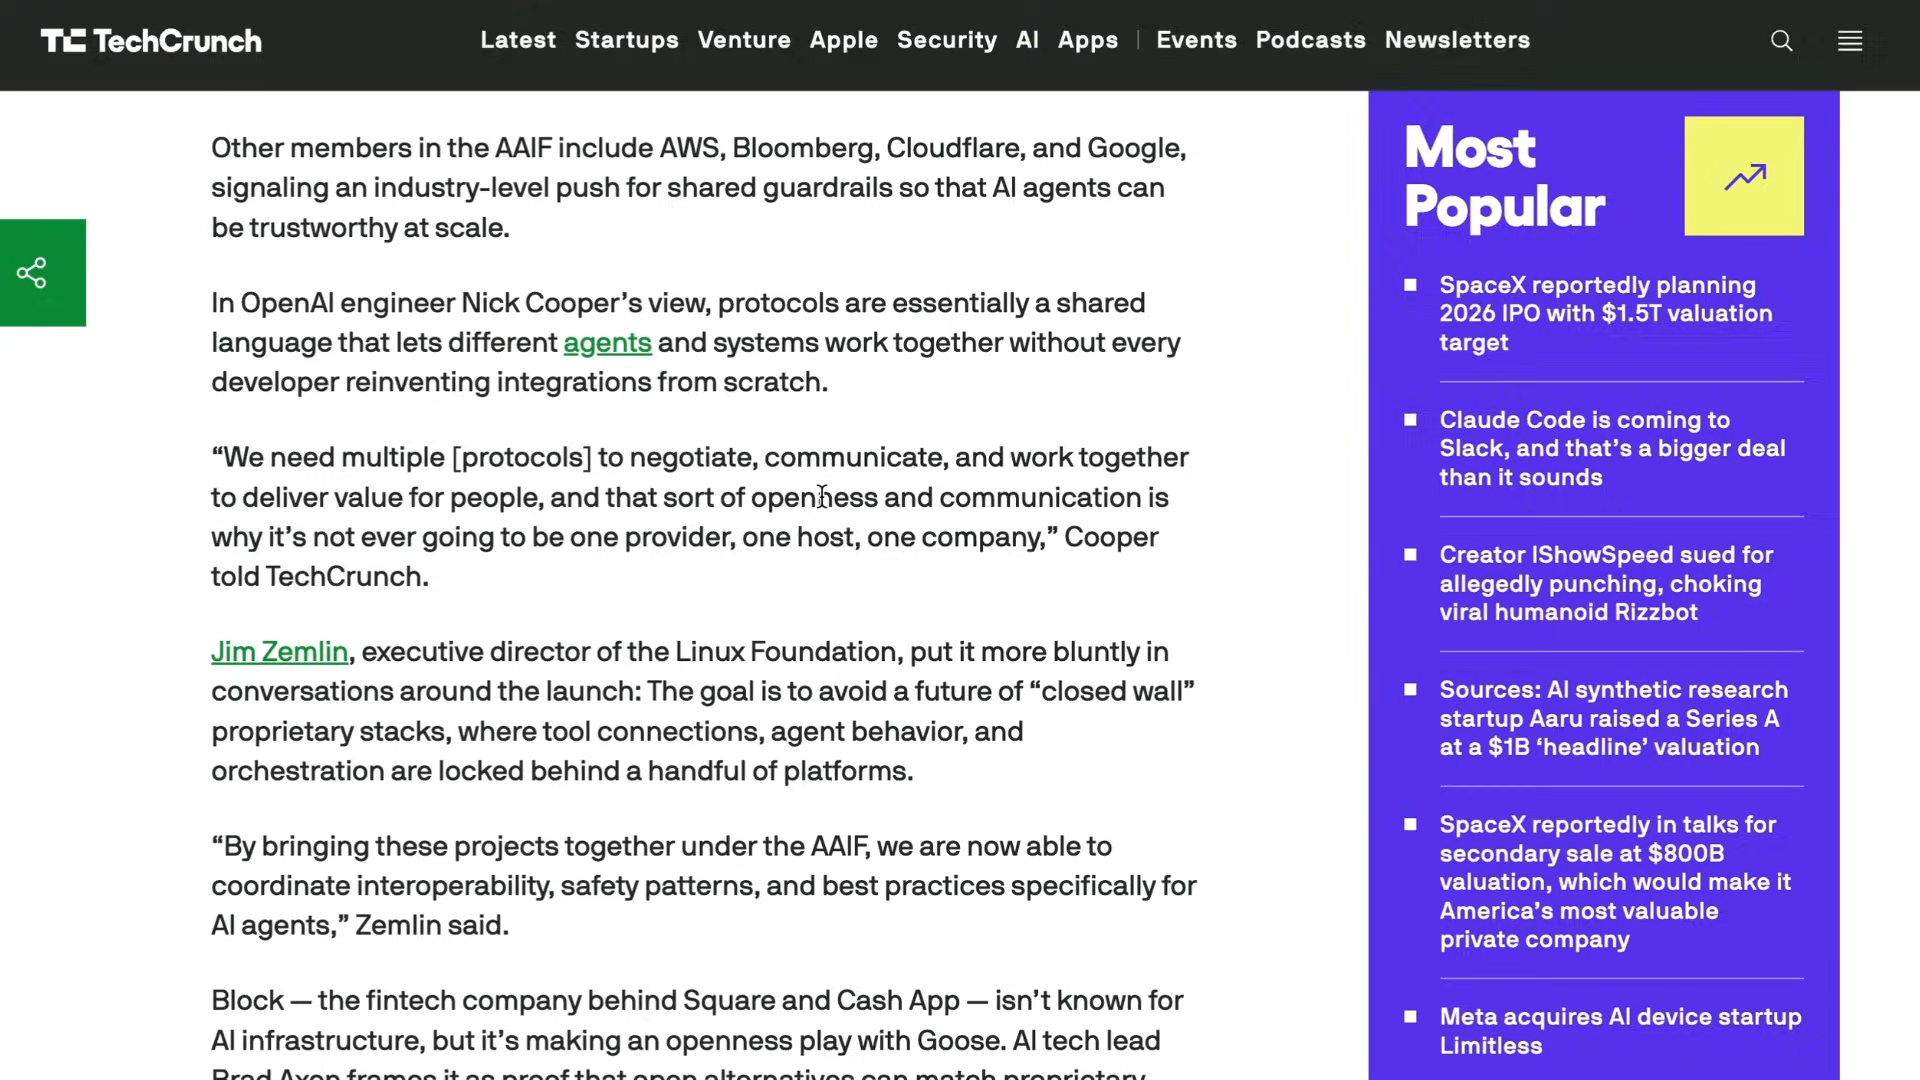 TechCrunch
Latest Startups Venture Apple Security AI Apps | Events Podcasts Newsletters
Other members in the AAIF include AWS, Bloomberg, Cloudflare, and Google,
signaling an industry-level push for shared guardrails so that AI agents can
be trustworthy at scale.
In OpenAI engineer Nick Cooper’s view, protocols are essentially a shared
language that lets different agents and systems work together without every
developer reinventing integrations from scratch.
“We need multiple [protocols] to negotiate, communicate, and work together
to deliver value for people, and that sort of openness and communication is
why it’s not ever going to be one provider, one host, one company,” Cooper
told TechCrunch.
Jim Zemlin, executive director of the Linux Foundation, put it more bluntly in
conversations around the launch: The goal is to avoid a future of “closed wall”
proprietary stacks, where tool connections, agent behavior, and
orchestration are locked behind a handful of platforms.
“By bringing these projects together under the AAIF, we are now able to
coordinate interoperability, safety patterns, and best practices specifically for
AI agents,” Zemlin said.
Block — the fintech company behind Square and Cash App — isn’t known for
AI infrastructure, but it’s making an openness play with Goose. AI tech lead
Brad Axen frames it as proof that open alternatives can match proprietary
Most
Popular
SpaceX reportedly planning
2026 IPO with $1.5T valuation
target
Claude Code is coming to
Slack, and that’s a bigger deal
than it sounds
Creator IShowSpeed sued for
allegedly punching, choking
viral humanoid Rizzbot
Sources: AI synthetic research
startup Aaru raised a Series A
at a $1B ‘headline’ valuation
SpaceX reportedly in talks for
secondary sale at $800B
valuation, which would make it
America’s most valuable
private company
Meta acquires AI device startup
Limitless